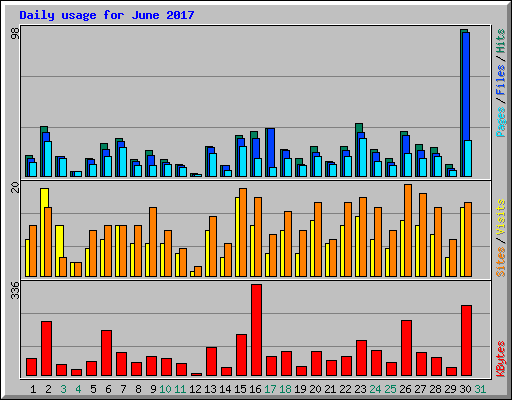 Daily usage for June 2017
98
Pages / Files / Hits
20
Sites / Visits
336
KBytes
1 2 3 4 5 6 7 8 9 10 11 12 13 14 15 16 17 18 19 20 21 22 23 24 25 26 27 28 29 30 31